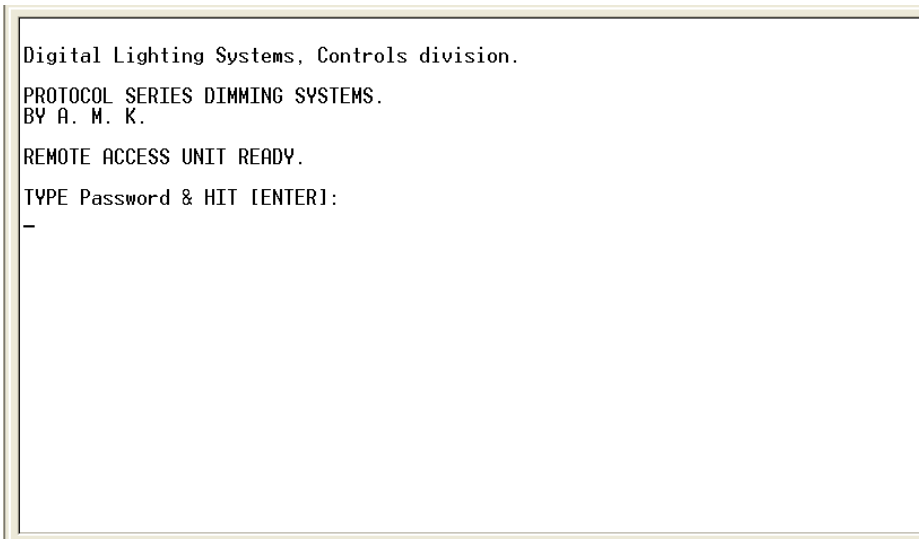 Digital Lighting Systems, Controls division.
PROTOCOL SERIES DIMMING SYSTEMS.
BY A. M. K.
REMOTE ACCESS UNIT READY.
TYPE Password & HIT [ENTER]: